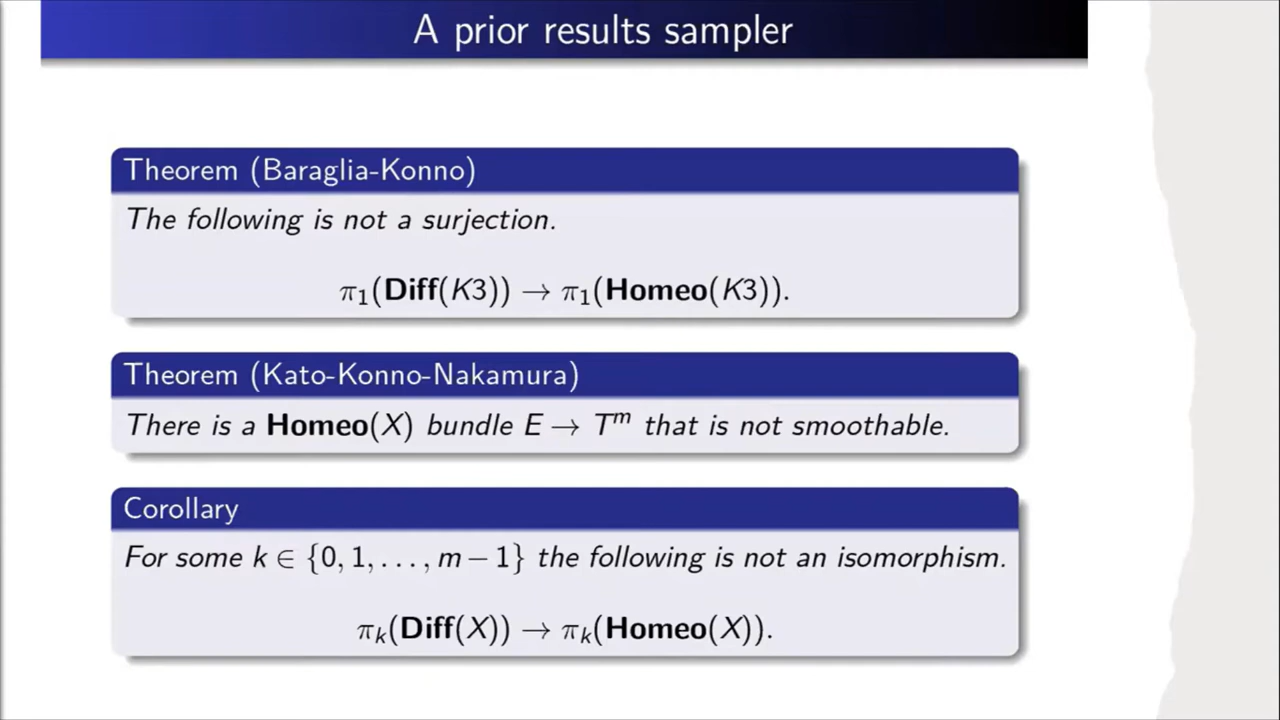 A prior results sampler
Theorem (Baraglia-Konno)
The following is not a surjection.
π₁(Diff(K3)) → π₁(Homeo(K3)).
Theorem (Kato-Konno-Nakamura)
There is a Homeo(X) bundle E → Tᵐ that is not smoothable.
Corollary
For some k ∈ {0, 1, . . . , m − 1} the following is not an isomorphism.
πₖ(Diff(X)) → πₖ(Homeo(X)).